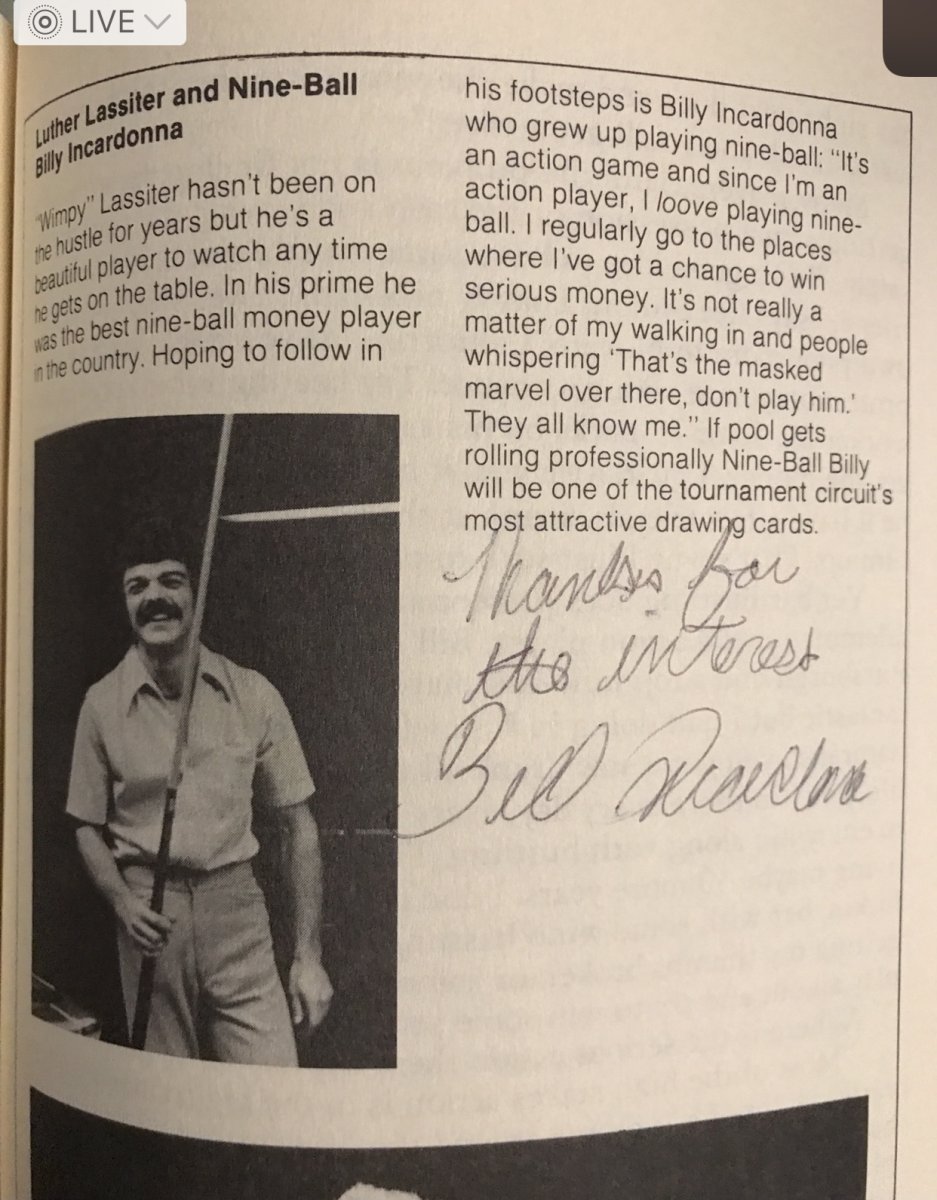 LIVE
Luther Lassiter and Nine-Ball
Billy Incardonna
"Wimpy" Lassiter hasn't been on
the hustle for years but he's a
beautiful player to watch any time
he gets on the table. In his prime he
was the best nine-ball money player
in the country. Hoping to follow in
his footsteps is Billy Incardonna
who grew up playing nine-ball: "It's
an action game and since I'm an
action player, I loove playing nine-
ball. I regularly go to the places
where I've got a chance to win
serious money. It's not really a
matter of my walking in and people
whispering 'That's the masked
marvel over there, don't play him.'
They all know me." If pool gets
rolling professionally Nine-Ball Billy
will be one of the tournament circuit's
most attractive drawing cards.
Thanks for
the interest
Bill Incardona